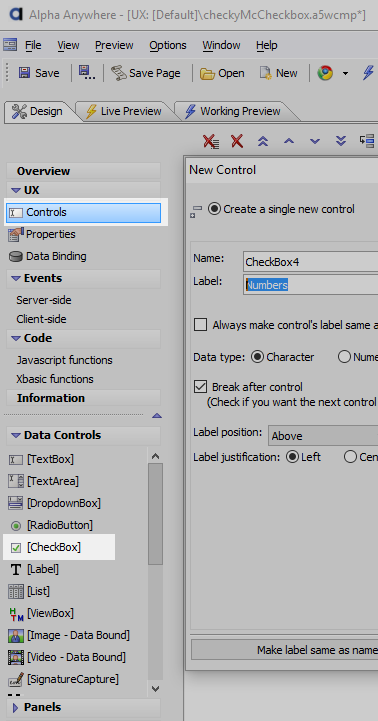 Alpha Anywhere - [UX: [Default]\checkyMcCheckbox.a5wcmp*]
File View Preview Options Window Help
Save Save Page Open New
Design Live Preview Working Preview
Overview
UX
Controls
Properties
Data Binding
Events
Server-side
Client-side
Code
Javascript functions
Xbasic functions
Information
Data Controls
[TextBox]
[TextArea]
[DropdownBox]
[RadioButton]
[CheckBox]
[Label]
[List]
[ViewBox]
[Image - Data Bound]
[Video - Data Bound]
[SignatureCapture]
Panels
New Control
Create a single new control
Name: CheckBox4
Label: Numbers
Always make control's label same a
Data type: Character Nume
Break after control
(Check if you want the next control
Label position: Above
Label justification: Left Cen
Make label same as name